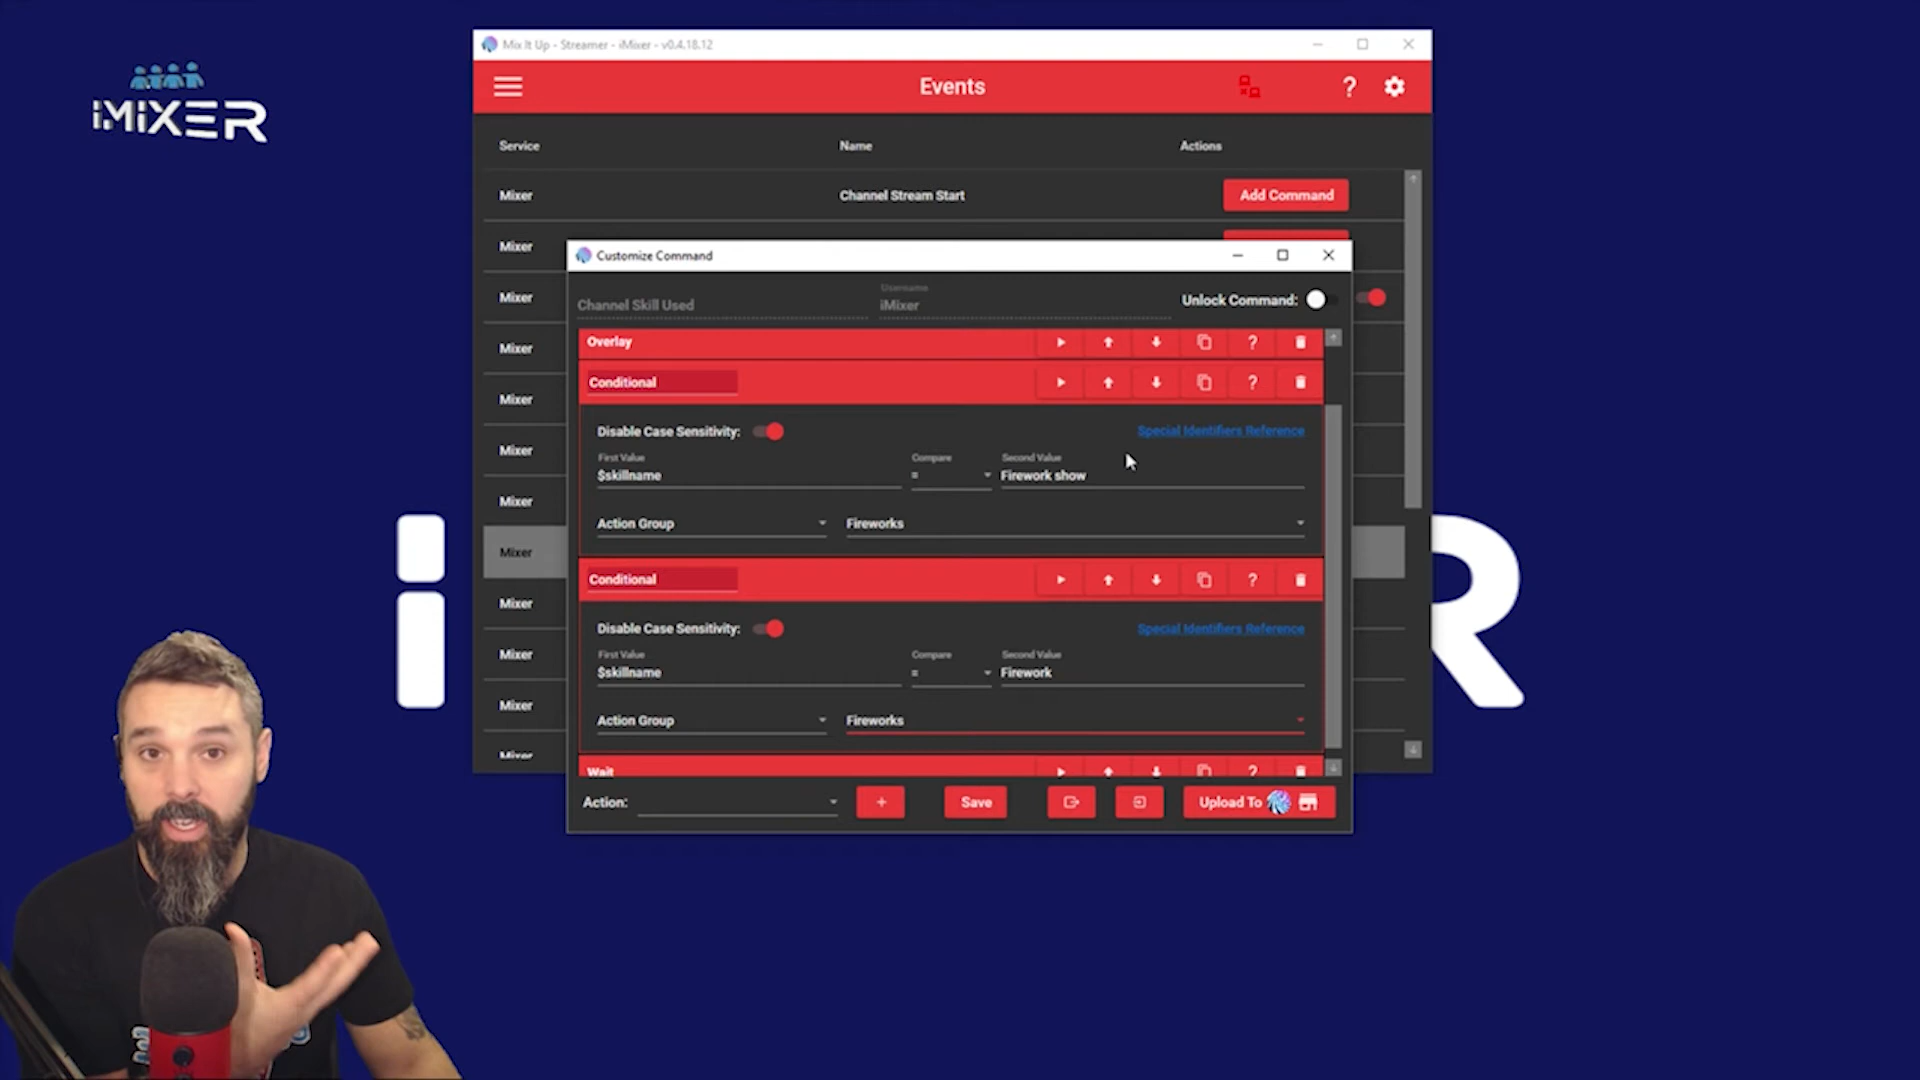 iMiXER
Mix It Up - Streamer - iMixer - v0.4.18.12
Events
?
Service Name Actions
Mixer Channel Stream Start Add Command
Mixer
Mixer
Mixer
Mixer
Mixer
Mixer
Mixer
Mixer
Mixer
Mixer
Mixer
Customize Command
Channel Skill Used
Username
iMixer
Unlock Command:
Overlay ?
Conditional ?
Disable Case Sensitivity: Special Identifiers Reference
First Value Compare Second Value
$skillname = Firework show
Action Group Fireworks
Conditional ?
Disable Case Sensitivity: Special Identifiers Reference
First Value Compare Second Value
$skillname = Firework
Action Group Fireworks
Wait ?
Action: + Save Upload To
i R